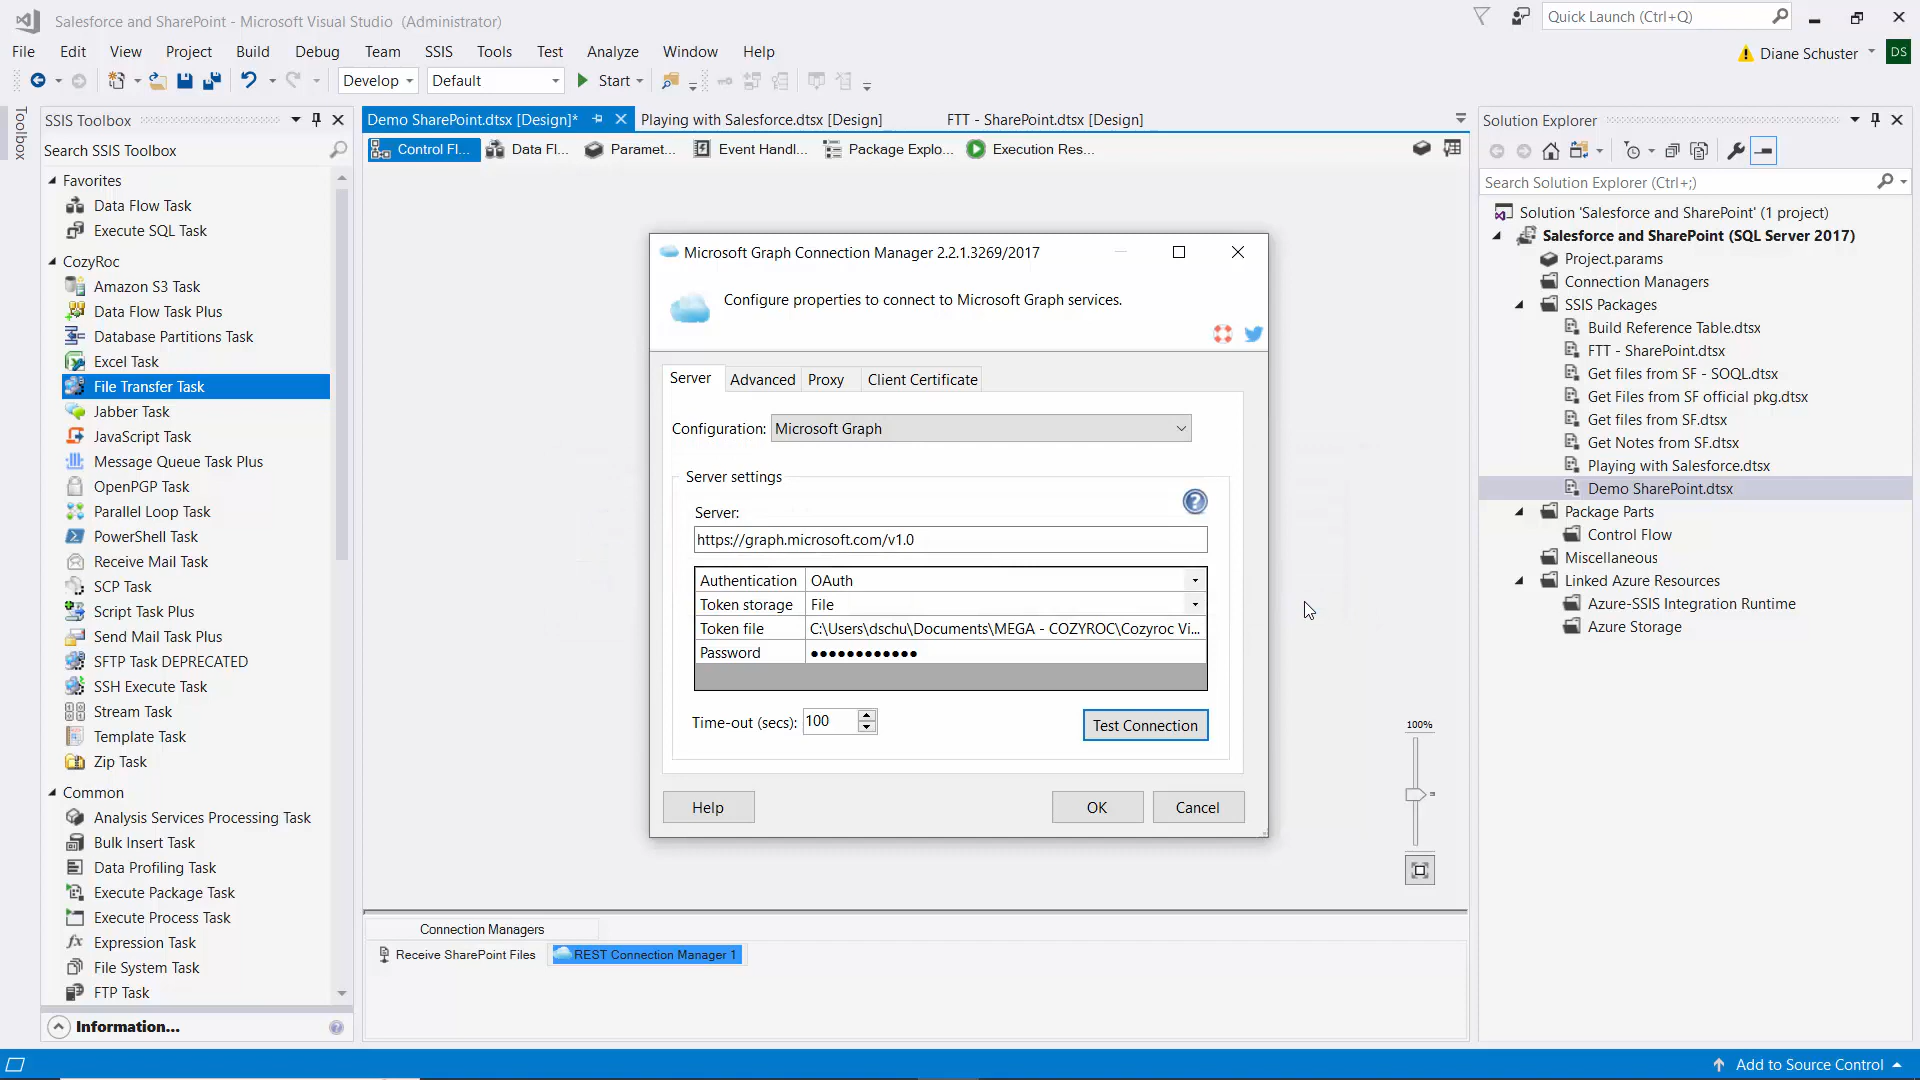 Salesforce and SharePoint - Microsoft Visual Studio (Administrator)
Quick Launch (Ctrl+Q)
File Edit View Project Build Debug Team SSIS Tools Test Analyze Window Help
Diane Schuster DS
Develop Default Start
Toolbox
SSIS Toolbox
Search SSIS Toolbox
Favorites
Data Flow Task
Execute SQL Task
CozyRoc
Amazon S3 Task
Data Flow Task Plus
Database Partitions Task
Excel Task
File Transfer Task
Jabber Task
JavaScript Task
Message Queue Task Plus
OpenPGP Task
Parallel Loop Task
PowerShell Task
Receive Mail Task
SCP Task
Script Task Plus
Send Mail Task Plus
SFTP Task DEPRECATED
SSH Execute Task
Stream Task
Template Task
Zip Task
Common
Analysis Services Processing Task
Bulk Insert Task
Data Profiling Task
Execute Package Task
Execute Process Task
Expression Task
File System Task
FTP Task
Information...
Demo SharePoint.dtsx [Design]* Playing with Salesforce.dtsx [Design] FTT - SharePoint.dtsx [Design]
Control Fl... Data Fl... Paramet... Event Handl... Package Explo... Execution Res...
Microsoft Graph Connection Manager 2.2.1.3269/2017
Configure properties to connect to Microsoft Graph services.
Server Advanced Proxy Client Certificate
Configuration: Microsoft Graph
Server settings
Server:
https://graph.microsoft.com/v1.0
Authentication OAuth
Token storage File
Token file C:\Users\dschu\Documents\MEGA - COZYROC\Cozyroc Vi...
Password ●●●●●●●●●●●●
Time-out (secs): 100 Test Connection
Help OK Cancel
100%
Connection Managers
Receive SharePoint Files REST Connection Manager 1
Solution Explorer
Search Solution Explorer (Ctrl+;)
Solution 'Salesforce and SharePoint' (1 project)
Salesforce and SharePoint (SQL Server 2017)
Project.params
Connection Managers
SSIS Packages
Build Reference Table.dtsx
FTT - SharePoint.dtsx
Get files from SF - SOQL.dtsx
Get Files from SF official pkg.dtsx
Get files from SF.dtsx
Get Notes from SF.dtsx
Playing with Salesforce.dtsx
Demo SharePoint.dtsx
Package Parts
Control Flow
Miscellaneous
Linked Azure Resources
Azure-SSIS Integration Runtime
Azure Storage
Add to Source Control